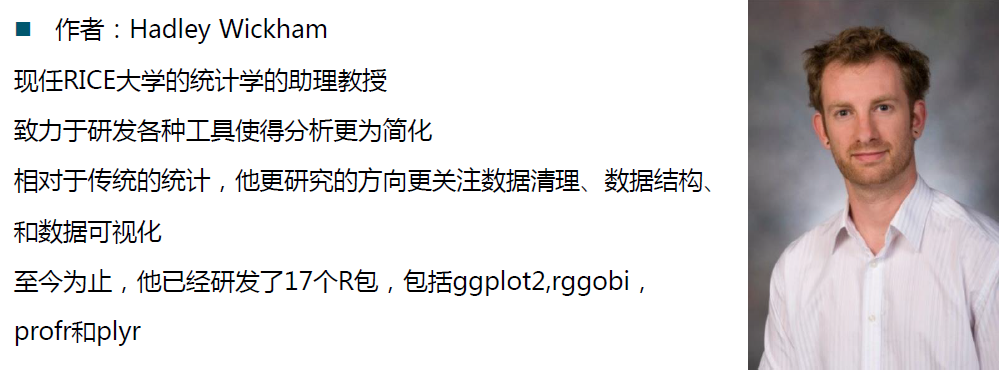 ■ 作者：Hadley Wickham
现任RICE大学的统计学的助理教授
致力于研发各种工具使得分析更为简化
相对于传统的统计，他更研究的方向更关注数据清理、数据结构、
和数据可视化
至今为止，他已经研发了17个R包，包括ggplot2,rggobi，
profr和plyr